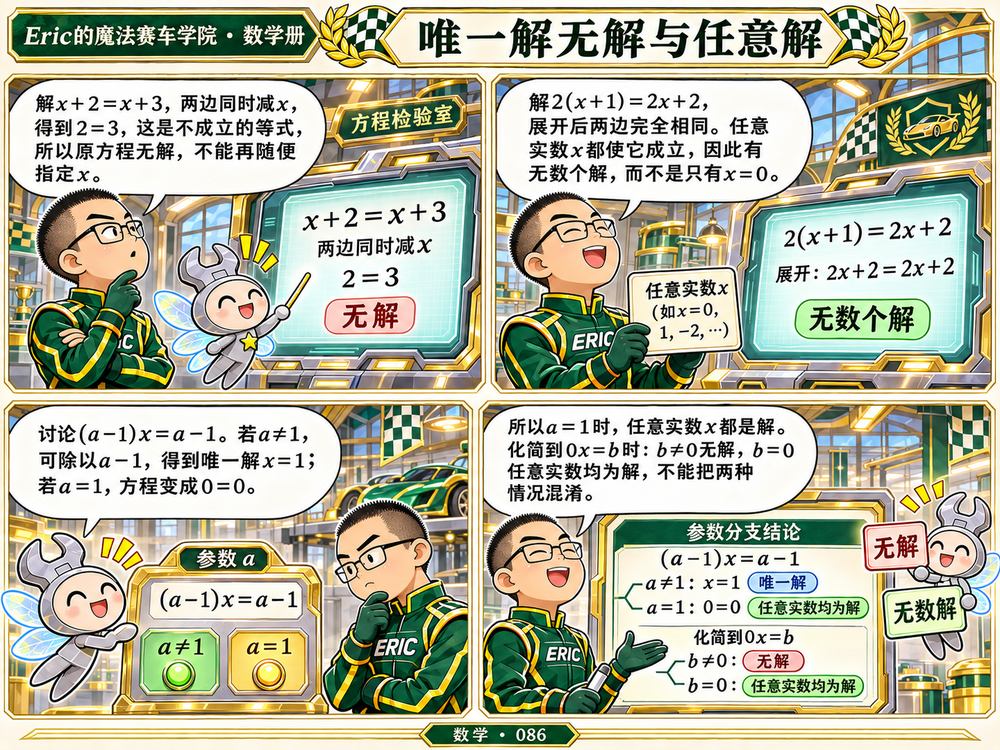 Eric的魔法赛车学院·数学册
唯一解无解与任意解
解x+2=x+3，两边同时减x，
得到2=3，这是不成立的等式，
所以原方程无解，不能再随便
指定x。
方程检验室
x+2=x+3
两边同时减x
2=3
无解
ERIC
解2(x+1)=2x+2，
展开后两边完全相同。任意
实数x都使它成立，因此有
无数个解，而不是只有x=0。
任意实数x
(如x=0,
1, -2, …)
2(x+1)=2x+2
展开：2x+2=2x+2
无数个解
ERIC
讨论(a-1)x=a-1。若a≠1，
可除以a-1，得到唯一解x=1；
若a=1，方程变成0=0。
参数 a
(a-1)x=a-1
a≠1
a=1
ERIC
所以a=1时，任意实数x都是解。
化简到0x=b时：b≠0无解，b=0
任意实数均为解，不能把两种
情况混淆。
参数分支结论
(a-1)x=a-1
a≠1：x=1 唯一解
a=1：0=0 任意实数均为解
化简到0x=b
b≠0：无解
b=0：任意实数均为解
无解
无数解
ERIC
数学·086